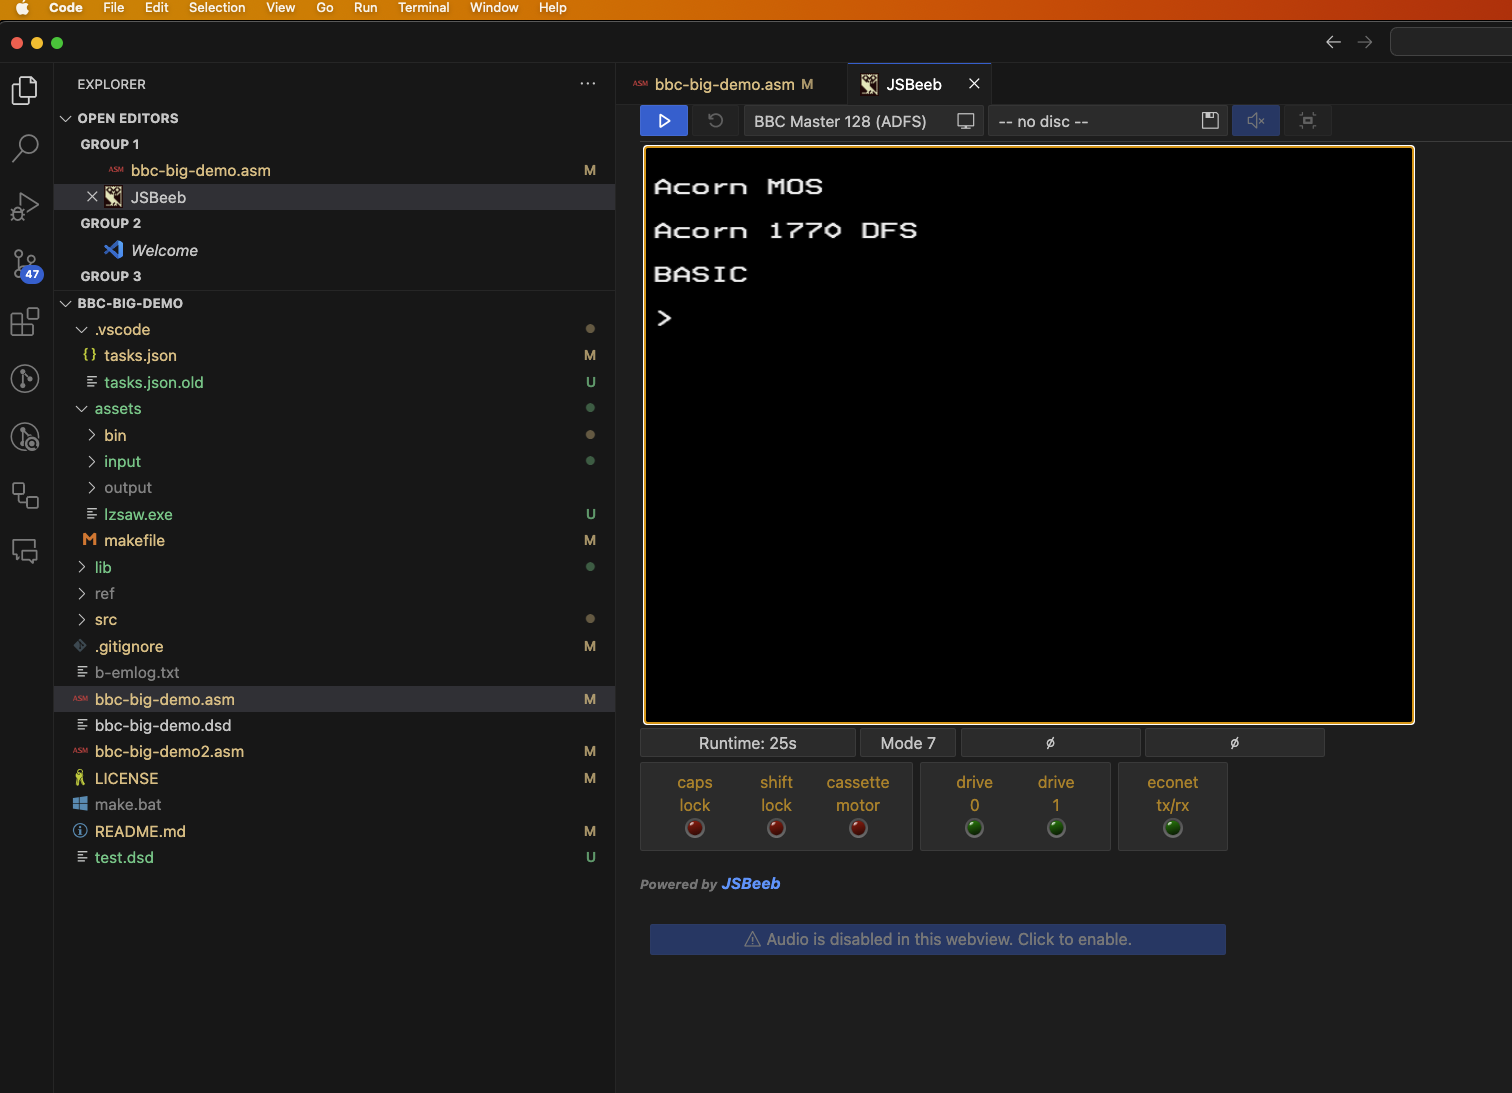 Code File Edit Selection View Go Run Terminal Window Help
EXPLORER
OPEN EDITORS
GROUP 1
ASM bbc-big-demo.asm M
JSBeeb
GROUP 2
Welcome
GROUP 3
47
BBC-BIG-DEMO
.vscode
{} tasks.json M
tasks.json.old U
assets
bin
input
output
lzsaw.exe U
M makefile M
lib
ref
src
.gitignore M
b-emlog.txt
ASM bbc-big-demo.asm M
bbc-big-demo.dsd
ASM bbc-big-demo2.asm M
LICENSE M
make.bat
README.md M
test.dsd U
ASM bbc-big-demo.asm M
JSBeeb
BBC Master 128 (ADFS)
-- no disc --
Acorn MOS
Acorn 1770 DFS
BASIC
>
Runtime: 25s Mode 7 ø ø
caps lock
shift lock
cassette motor
drive 0
drive 1
econet tx/rx
Powered by JSBeeb
Audio is disabled in this webview. Click to enable.